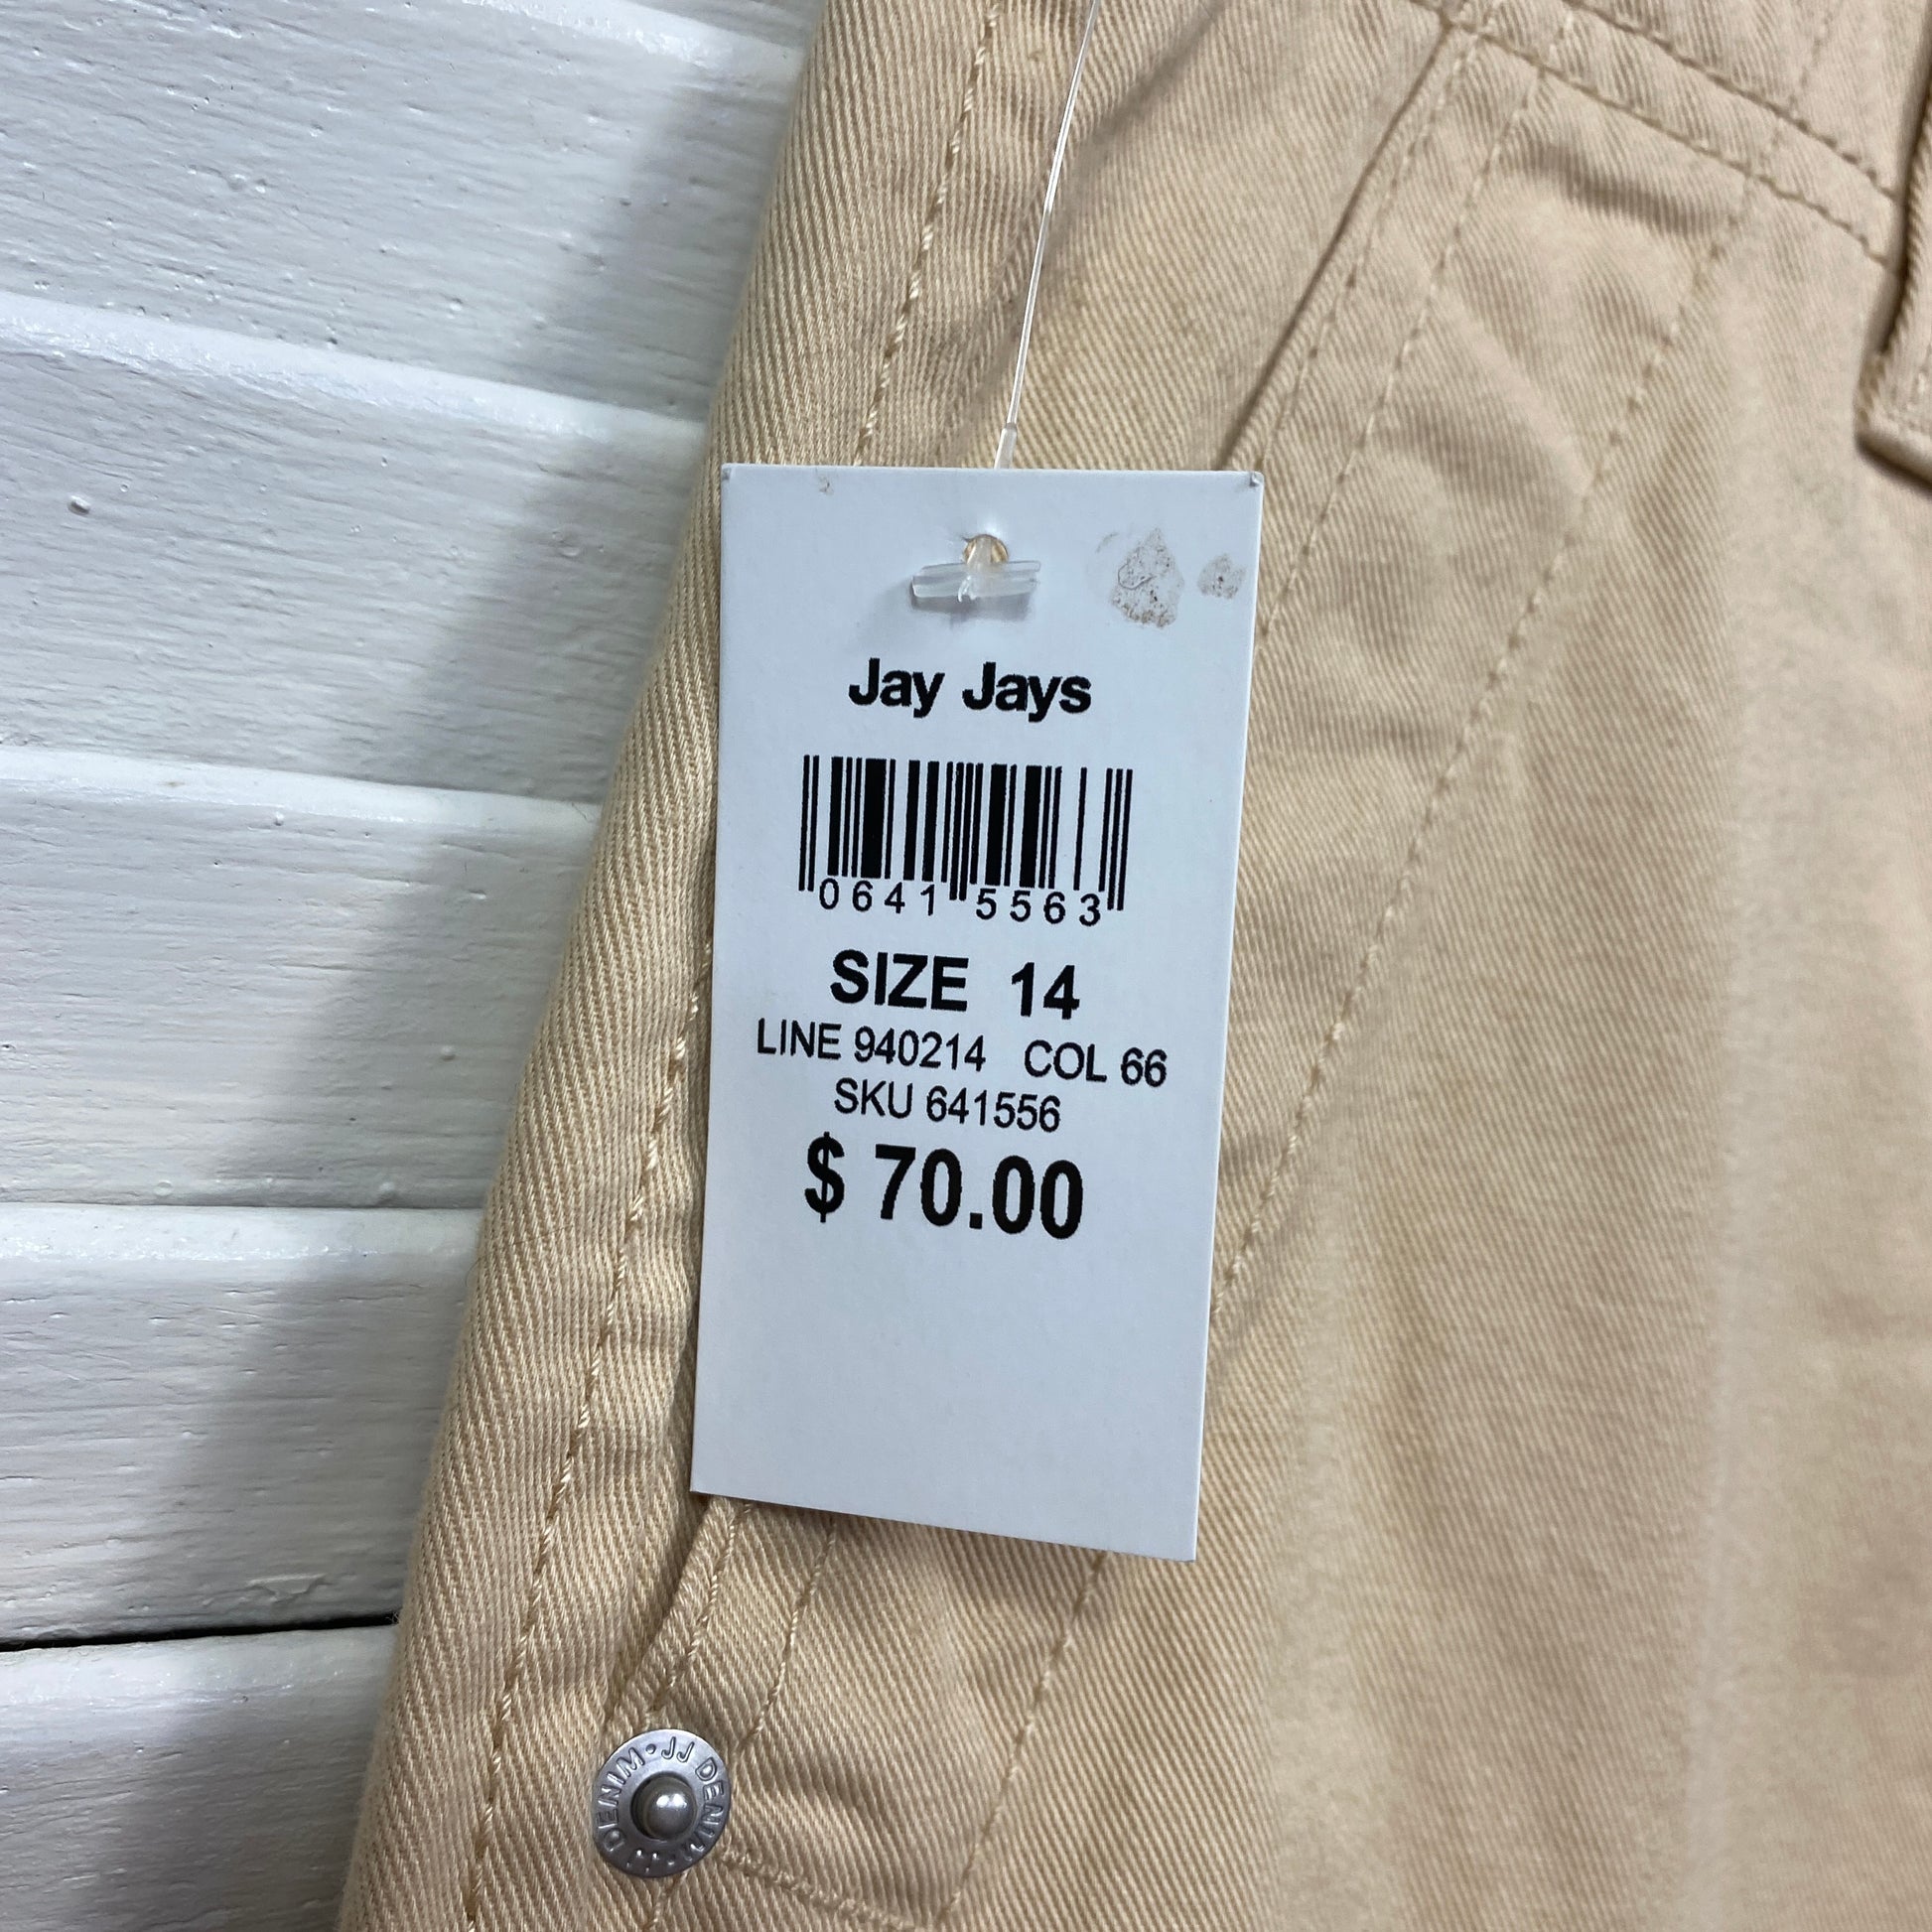 Jay Jays
0641 5563
SIZE 14
LINE 940214 COL 66
SKU 641556
$ 70.00
JJ DENIM • JJ DENIM •